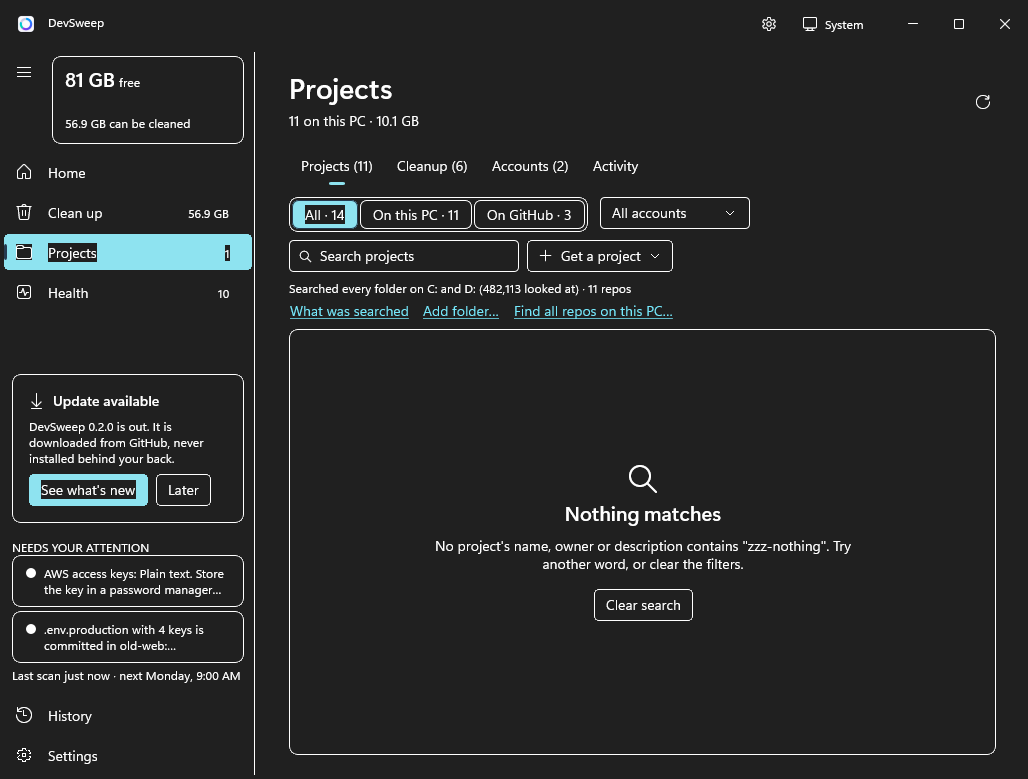 DevSweep
System
81 GB free
56.9 GB can be cleaned
Home
Clean up 56.9 GB
Projects 1
Health 10
Update available
DevSweep 0.2.0 is out. It is
downloaded from GitHub, never
installed behind your back.
See what's new Later
NEEDS YOUR ATTENTION
AWS access keys: Plain text. Store
the key in a password manager...
.env.production with 4 keys is
committed in old-web:...
Last scan just now · next Monday, 9:00 AM
History
Settings
Projects
11 on this PC · 10.1 GB
Projects (11) Cleanup (6) Accounts (2) Activity
All · 14 On this PC · 11 On GitHub · 3 All accounts
Search projects Get a project
Searched every folder on C: and D: (482,113 looked at) · 11 repos
What was searched Add folder... Find all repos on this PC...
Nothing matches
No project's name, owner or description contains "zzz-nothing". Try
another word, or clear the filters.
Clear search